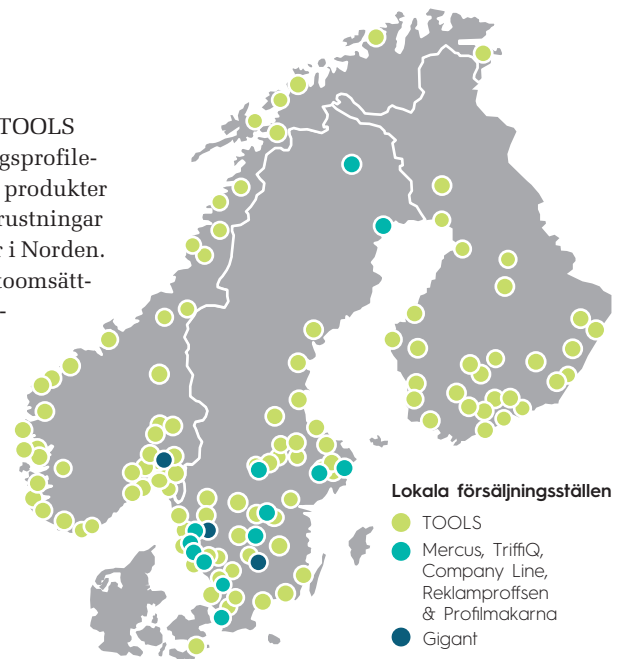 TOOLS
gsprofile-
produkter
rustningar
r i Norden.
toomsätt-
-
Lokala försäljningsställen
TOOLS
Mercus, TriffiQ,
Company Line,
Reklamproffsen
& Profilmakarna
Gigant